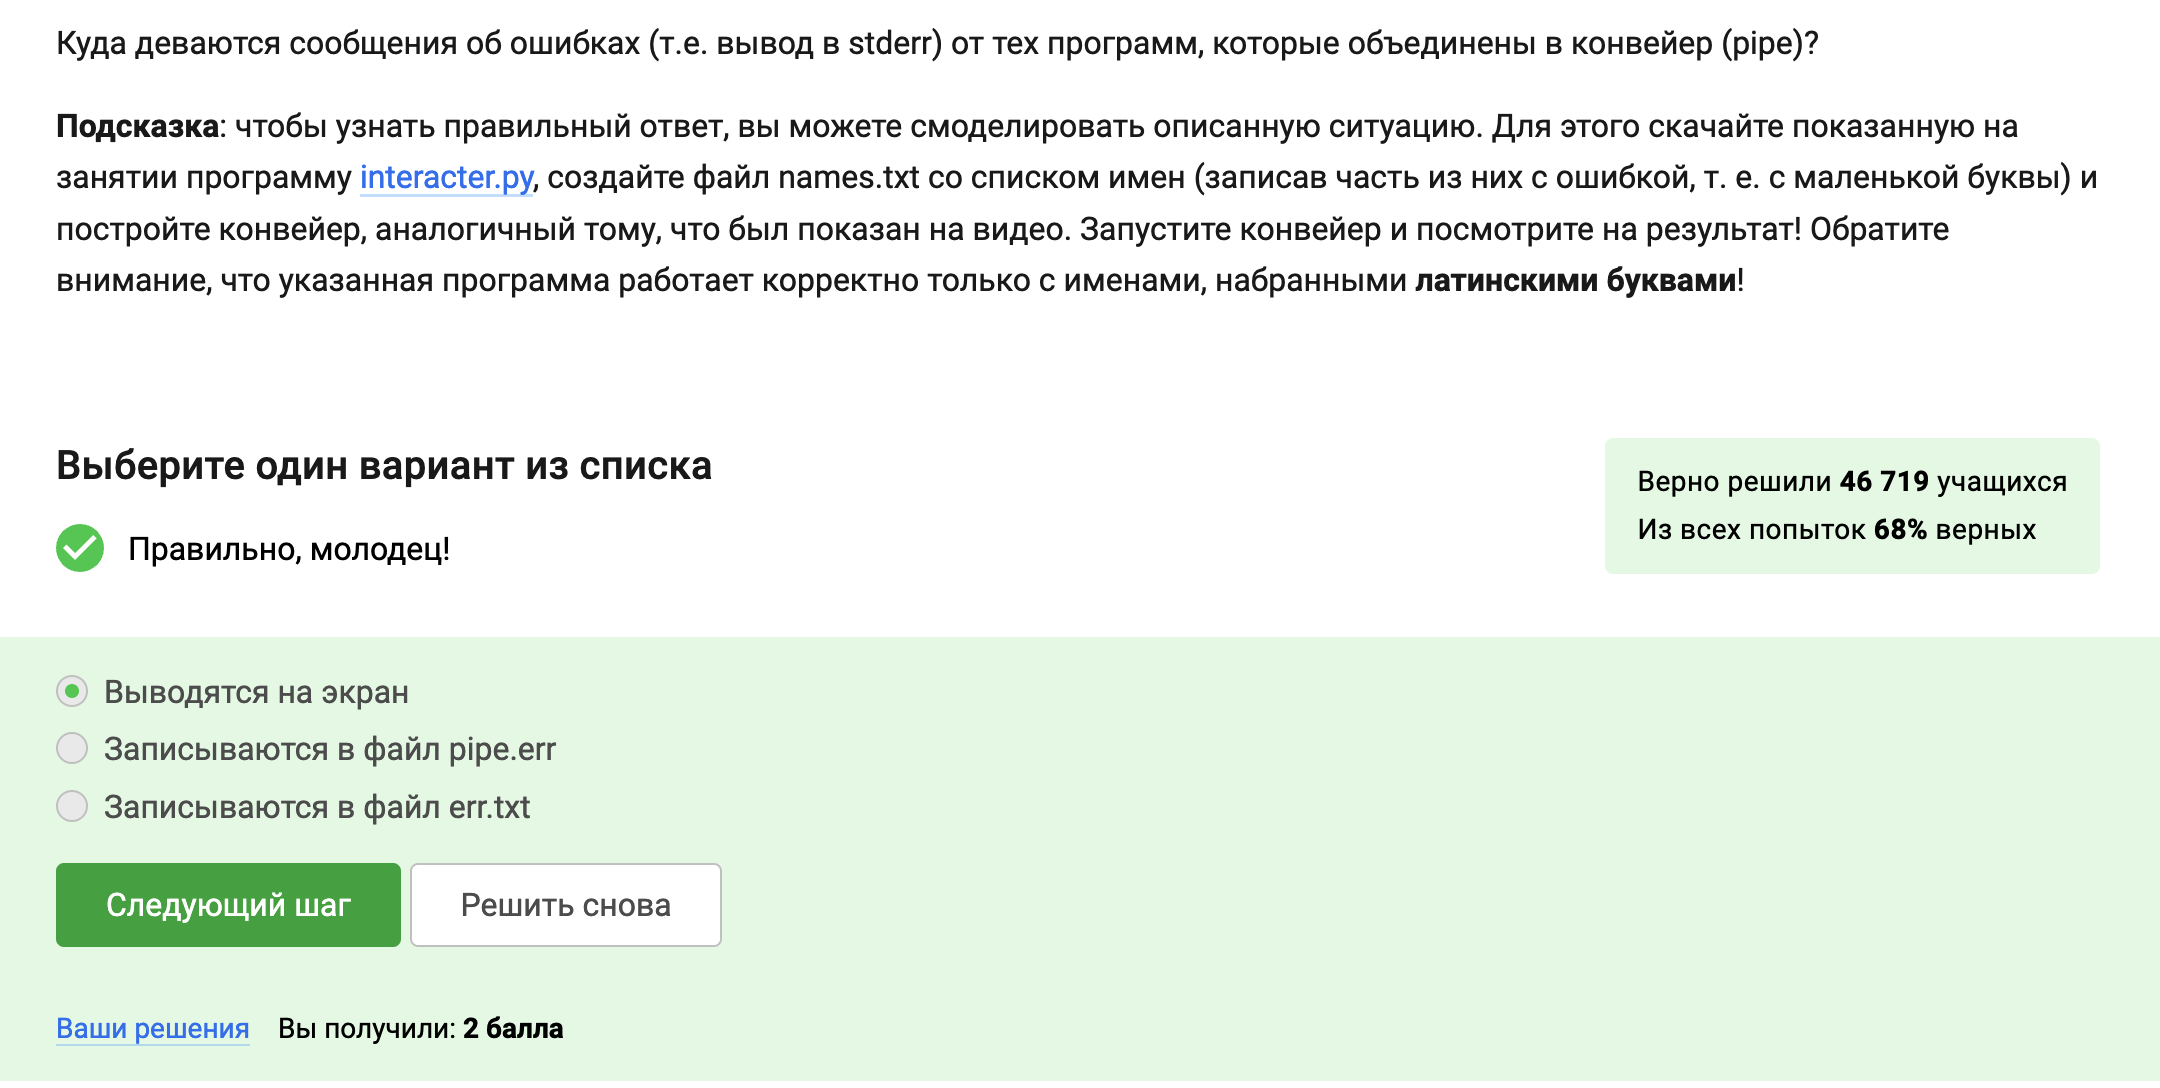 Куда деваются сообщения об ошибках (т.е. вывод в stderr) от тех программ, которые объединены в конвейер (pipe)?
Подсказка: чтобы узнать правильный ответ, вы можете смоделировать описанную ситуацию. Для этого скачайте показанную на
занятии программу interacter.py, создайте файл names.txt со списком имен (записав часть из них с ошибкой, т. е. с маленькой буквы) и
постройте конвейер, аналогичный тому, что был показан на видео. Запустите конвейер и посмотрите на результат! Обратите
внимание, что указанная программа работает корректно только с именами, набранными латинскими буквами!
Выберите один вариант из списка
Правильно, молодец!
Верно решили 46 719 учащихся
Из всех попыток 68% верных
Выводятся на экран
Записываются в файл pipe.err
Записываются в файл err.txt
Следующий шаг
Решить снова
Ваши решения
Вы получили: 2 балла